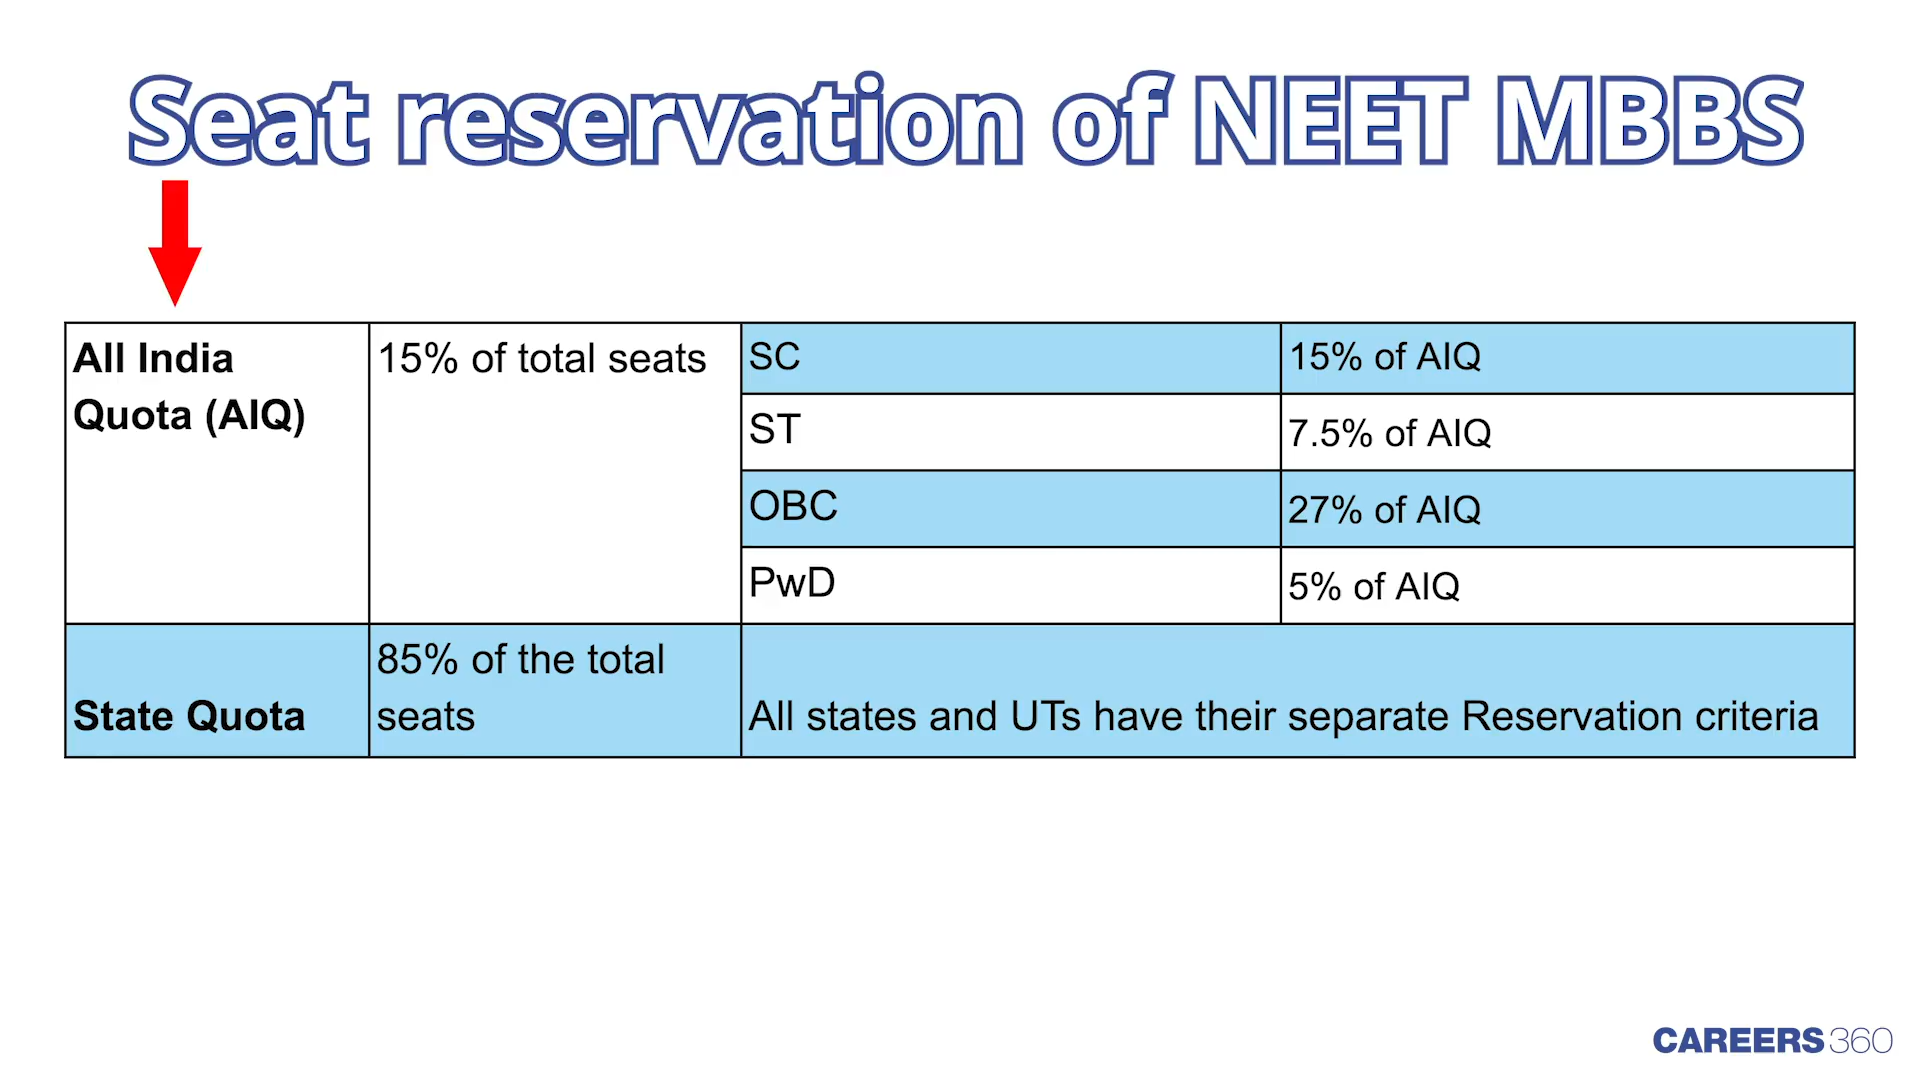 Seat reservation of NEET MBBS
All India
Quota (AIQ)
15% of total seats
SC
15% of AIQ
ST
7.5% of AIQ
OBC
27% of AIQ
PwD
5% of AIQ
State Quota
85% of the total
seats
All states and UTs have their separate Reservation criteria
CAREERS360